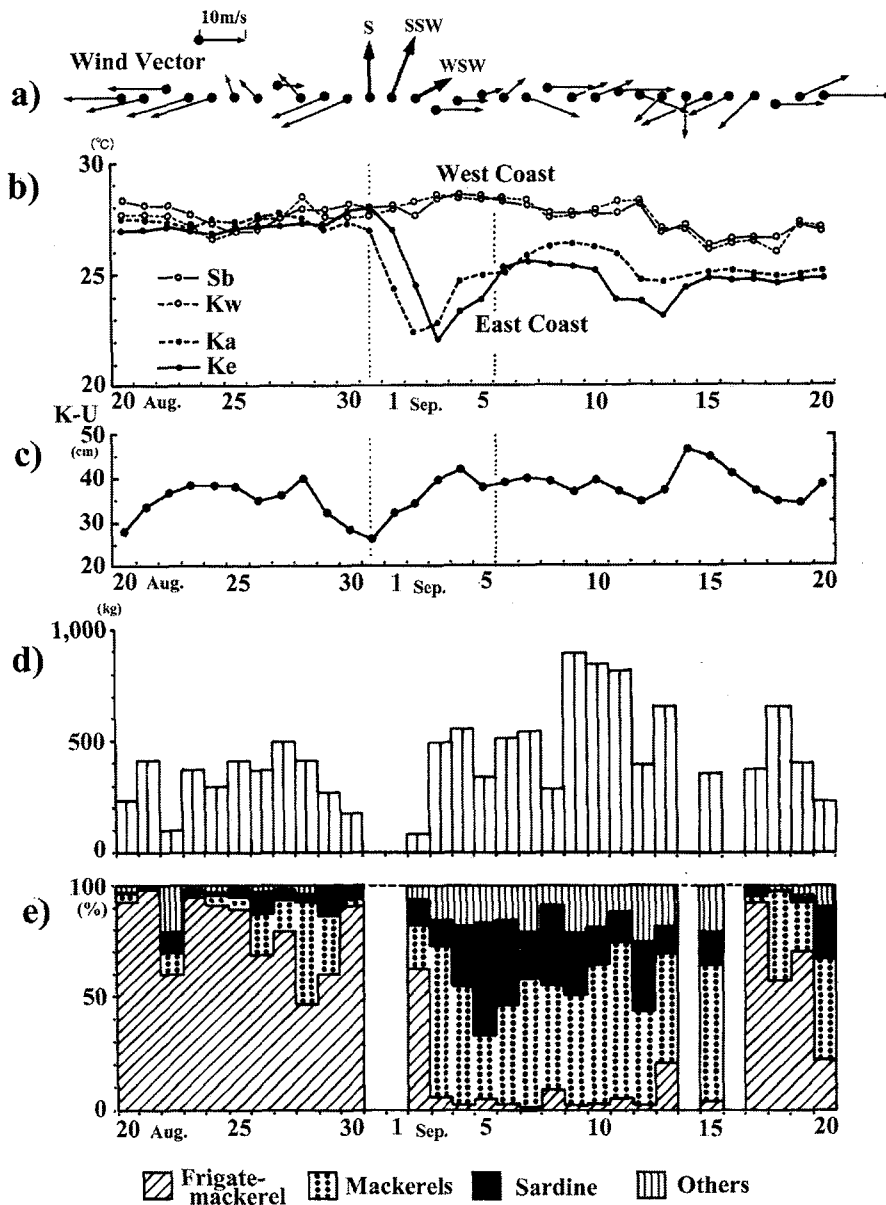 10m/s
S
SSW
WSW
Wind Vector
a)
(℃)
30
b)
West Coast
25
Sb
Kw
Ka
Ke
East Coast
20
20 Aug. 25 30 1 Sep. 5 10 15 20
K-U
50
c)
(cm)
40
30
20
20 Aug. 25 30 1 Sep. 5 10 15 20
(kg)
1,000
d)
500
0
100
e)
(%)
50
0
20 Aug. 25 30 1 Sep. 5 10 15 20
Frigate-
mackerel
Mackerels
Sardine
Others